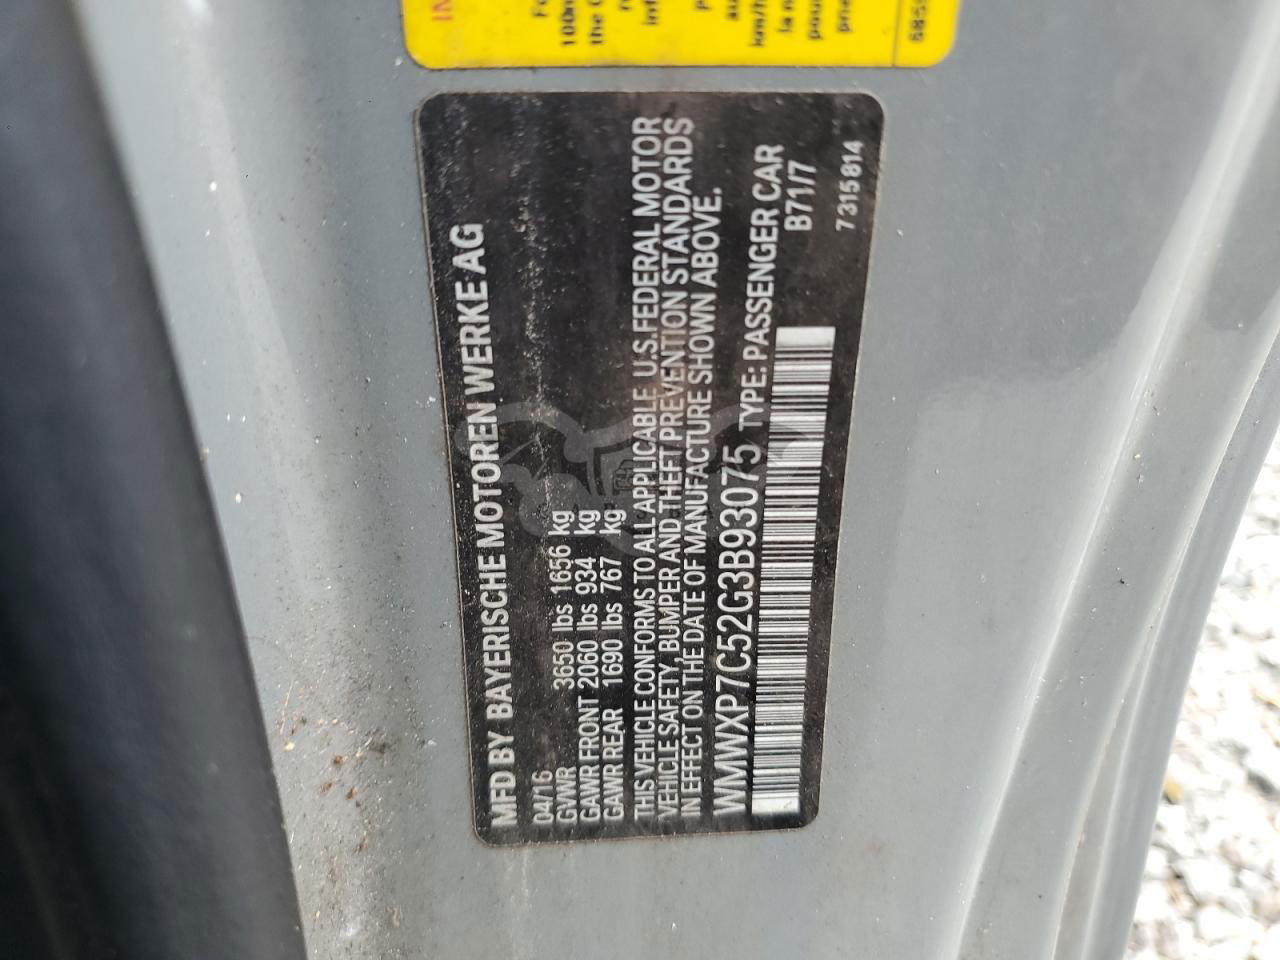 MFD BY BAYERISCHE MOTOREN WERKE AG
04/16
GVWR 3650 lbs 1656 kg
GAWR FRONT 2060 lbs 934 kg
GAWR REAR 1690 lbs 767 kg
THIS VEHICLE CONFORMS TO ALL APPLICABLE U.S. FEDERAL MOTOR
VEHICLE SAFETY, BUMPER AND THEFT PREVENTION STANDARDS
IN EFFECT ON THE DATE OF MANUFACTURE SHOWN ABOVE.
WMWXP7C52G3B93075 TYPE: PASSENGER CAR
B71/7
7315814